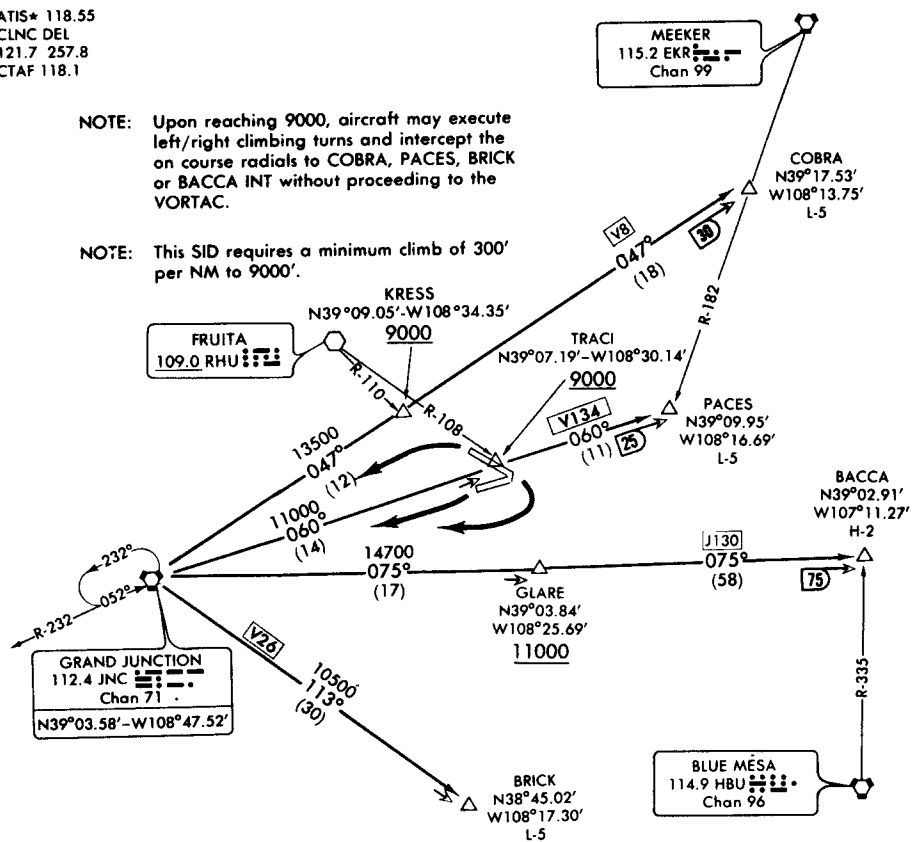 ATIS* 118.55
CLNC DEL
121.7 257.8
CTAF 118.1
MEEKER
115.2 EKR
Chan 99
NOTE: Upon reaching 9000, aircraft may execute
left/right climbing turns and intercept the
on course radials to COBRA, PACES, BRICK
or BACCA INT without proceeding to the
VORTAC.
NOTE: This SID requires a minimum climb of 300'
per NM to 9000'.
COBRA
N39°17.53'
W108°13.75'
L-5
V8
30
047°
(18)
KRESS
N39°09.05'-W108°34.35'
9000
R-182
FRUITA
109.0 RHU
TRACI
N39°07.19'-W108°30.14'
9000
R-110
R-108
V134
060°
(11)
25
PACES
N39°09.95'
W108°16.69'
L-5
13500
047°
(12)
11000
060°
(14)
BACCA
N39°02.91'
W107°11.27'
H-2
14700
075°
(17)
J130
075°
(58)
75
232°
052°
R-232
GLARE
N39°03.84'
W108°25.69'
11000
GRAND JUNCTION
112.4 JNC
Chan 71
N39°03.58'-W108°47.52'
V26
10500
113°
(30)
R-335
BRICK
N38°45.02'
W108°17.30'
L-5
BLUE MESA
114.9 HBU
Chan 96